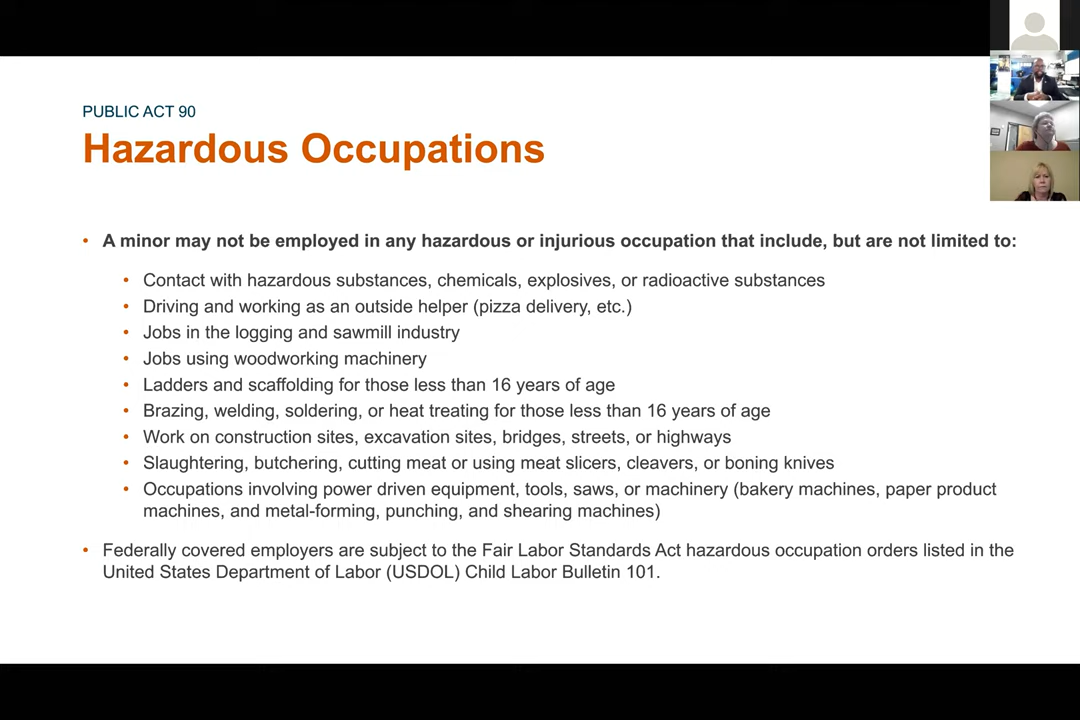 PUBLIC ACT 90
Hazardous Occupations
• A minor may not be employed in any hazardous or injurious occupation that include, but are not limited to:
• Contact with hazardous substances, chemicals, explosives, or radioactive substances
• Driving and working as an outside helper (pizza delivery, etc.)
• Jobs in the logging and sawmill industry
• Jobs using woodworking machinery
• Ladders and scaffolding for those less than 16 years of age
• Brazing, welding, soldering, or heat treating for those less than 16 years of age
• Work on construction sites, excavation sites, bridges, streets, or highways
• Slaughtering, butchering, cutting meat or using meat slicers, cleavers, or boning knives
• Occupations involving power driven equipment, tools, saws, or machinery (bakery machines, paper product
machines, and metal-forming, punching, and shearing machines)
• Federally covered employers are subject to the Fair Labor Standards Act hazardous occupation orders listed in the
United States Department of Labor (USDOL) Child Labor Bulletin 101.